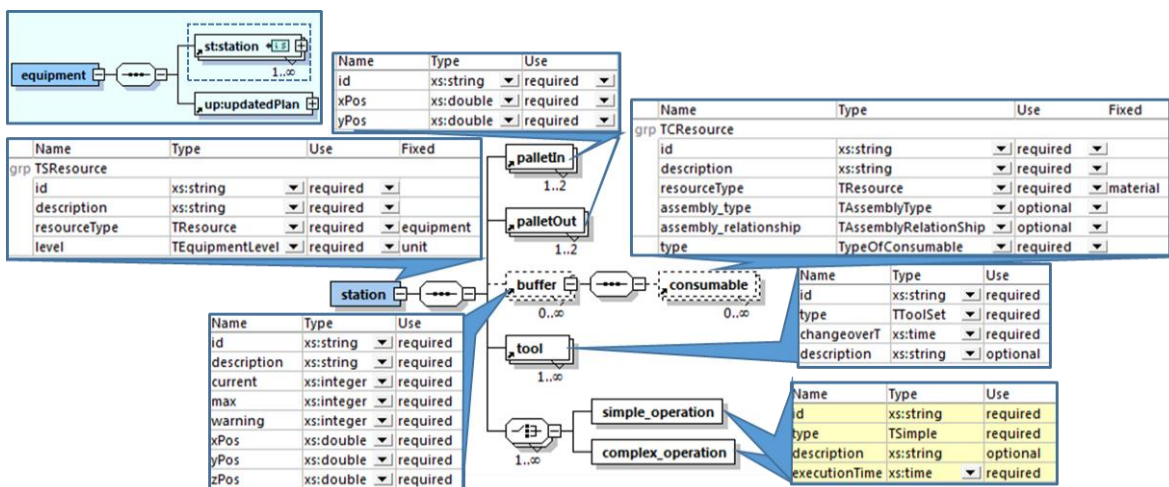 st:station
1..∞
equipment
up:updatedPlan
Name Type Use
id xs:string required
xPos xs:double required
yPos xs:double required
Name Type Use Fixed
grp TCResource
id xs:string required
description xs:string required
resourceType TResource required material
assembly_type TAssemblyType optional
assembly_relationship TAssemblyRelationShip optional
type TypeOfConsumable required
Name Type Use Fixed
grp TSResource
id xs:string required
description xs:string required
resourceType TResource required equipment
level TEquipmentLevel required unit
palletIn
1..2
palletOut
1..2
station
buffer
0..∞
consumable
0..∞
Name Type Use
id xs:string required
type TToolSet required
changeoverT xs:time required
description xs:string optional
Name Type Use
id xs:string required
description xs:string required
current xs:integer required
max xs:integer required
warning xs:integer required
xPos xs:double required
yPos xs:double required
zPos xs:double required
tool
1..∞
simple_operation
complex_operation
1..∞
Name Type Use
id xs:string required
type TSimple required
description xs:string optional
executionTime xs:time required